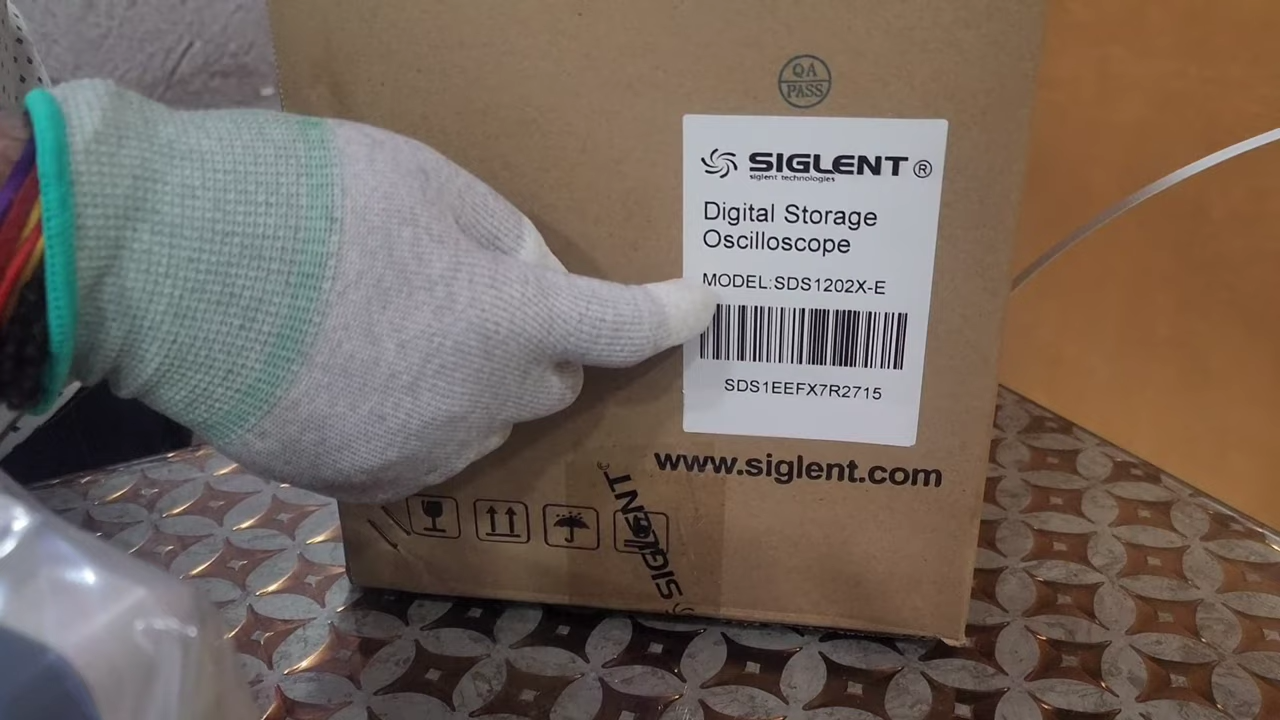 QA
PASS
SIGLENT®
siglent technologies
Digital Storage
Oscilloscope
MODEL:SDS1202X-E
SDS1EEFX7R2715
www.siglent.com
SIGLENT®